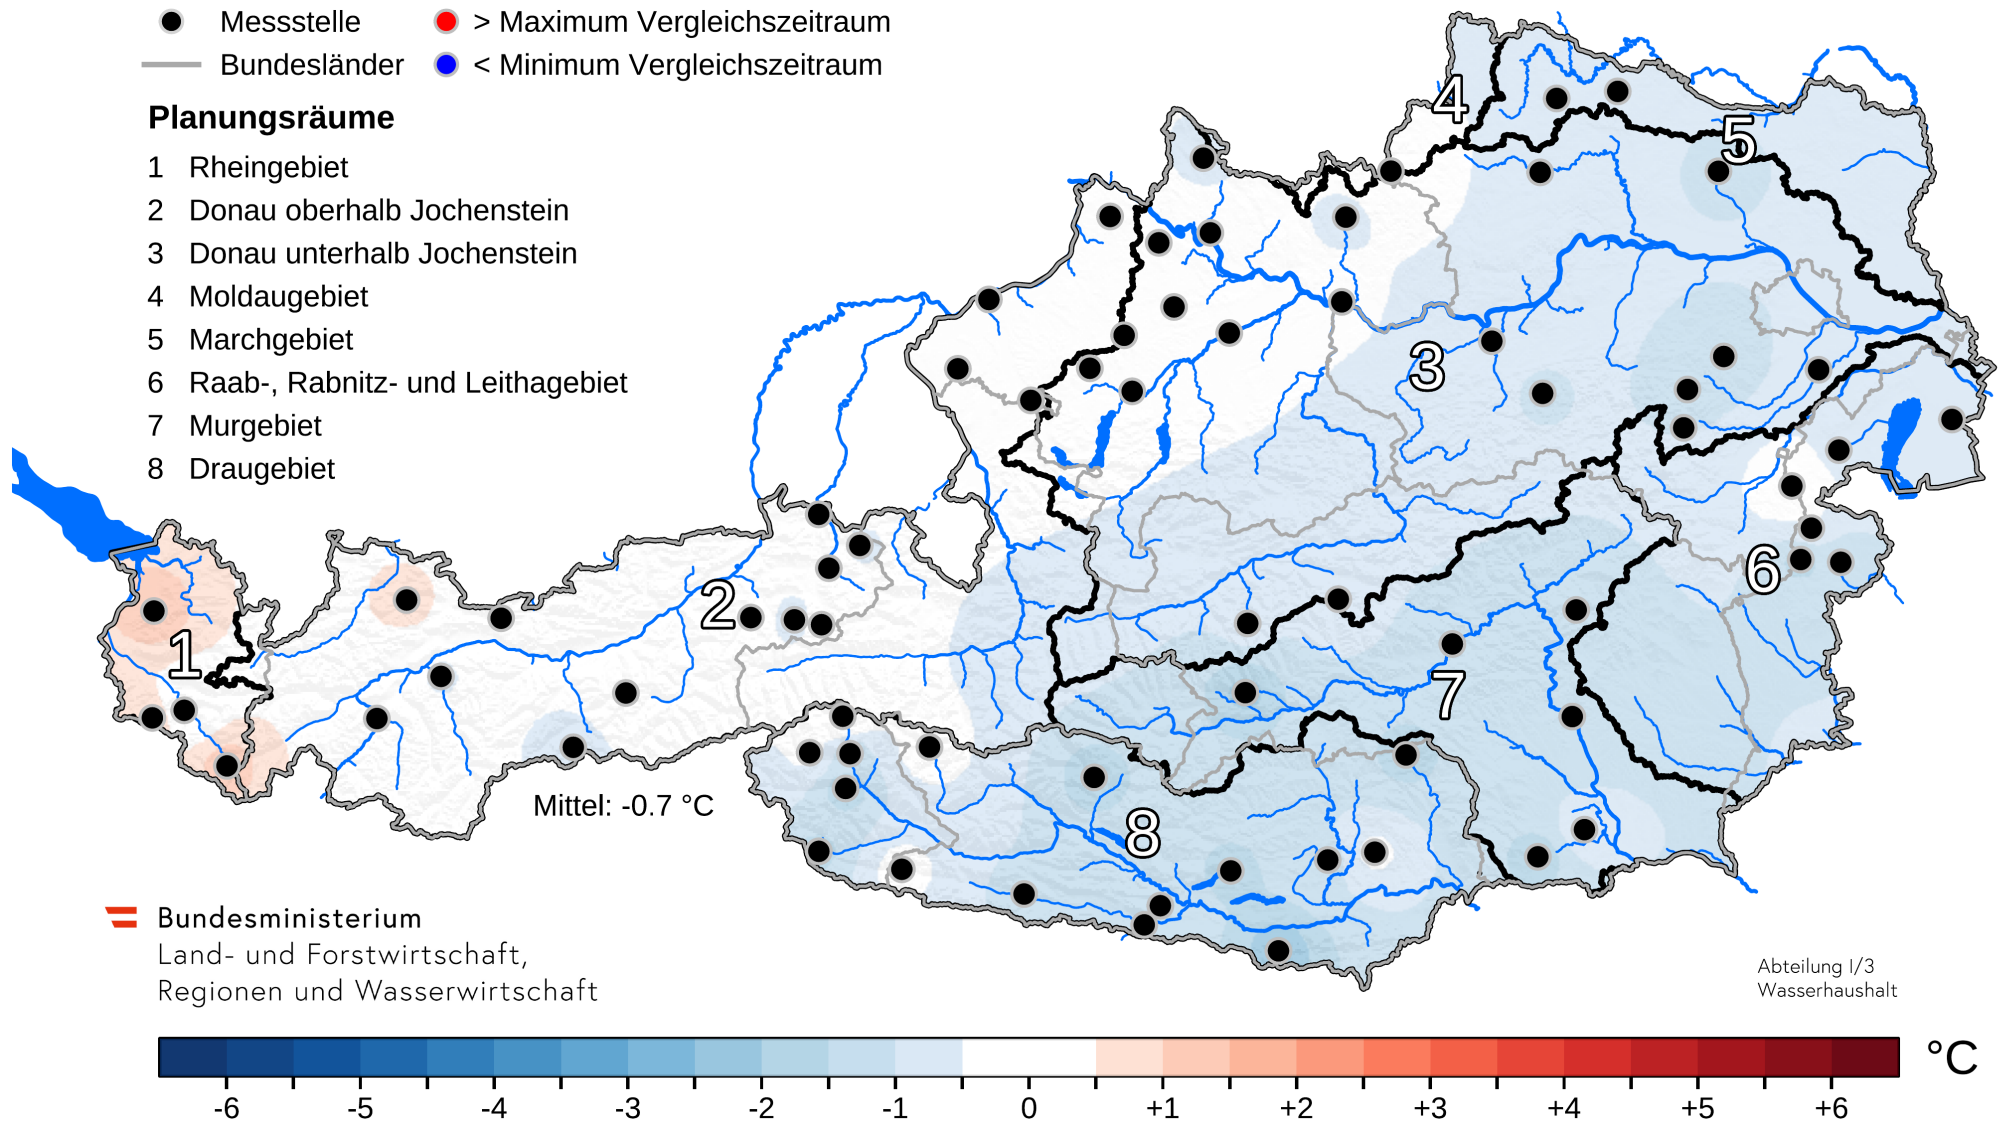 Messstelle
> Maximum Vergleichszeitraum
Bundesländer
< Minimum Vergleichszeitraum
Planungsräume
1 Rheingebiet
2 Donau oberhalb Jochenstein
3 Donau unterhalb Jochenstein
4 Moldaugebiet
5 Marchgebiet
6 Raab-, Rabnitz- und Leithagebiet
7 Murgebiet
8 Draugebiet
4
5
3
6
2
1
7
8
Mittel: -0.7 °C
Bundesministerium
Land- und Forstwirtschaft,
Regionen und Wasserwirtschaft
Abteilung I/3
Wasserhaushalt
°C
-6 -5 -4 -3 -2 -1 0 +1 +2 +3 +4 +5 +6